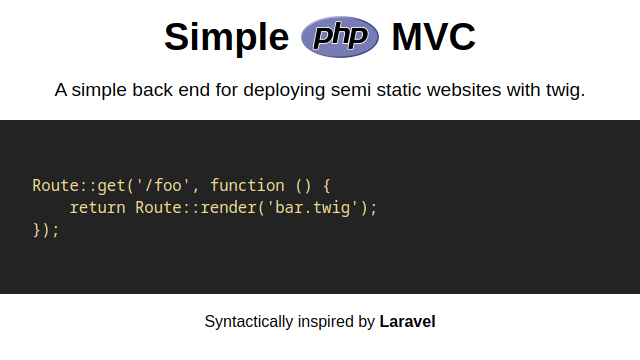 Simple php MVC
A simple back end for deploying semi static websites with twig.
Route::get('/foo', function () {
    return Route::render('bar.twig');
});
Syntactically inspired by Laravel